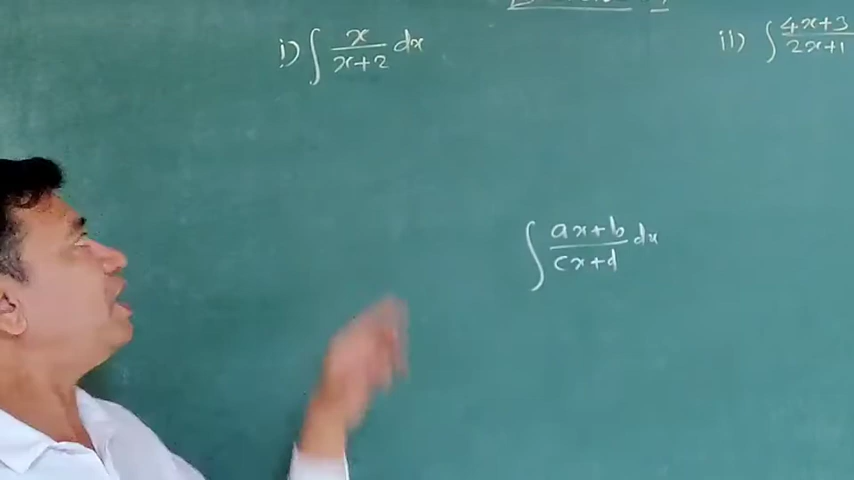 i) ∫ x/x+2 dx
ii) ∫ 4x+3/2x+1
∫ ax+b/cx+d dx